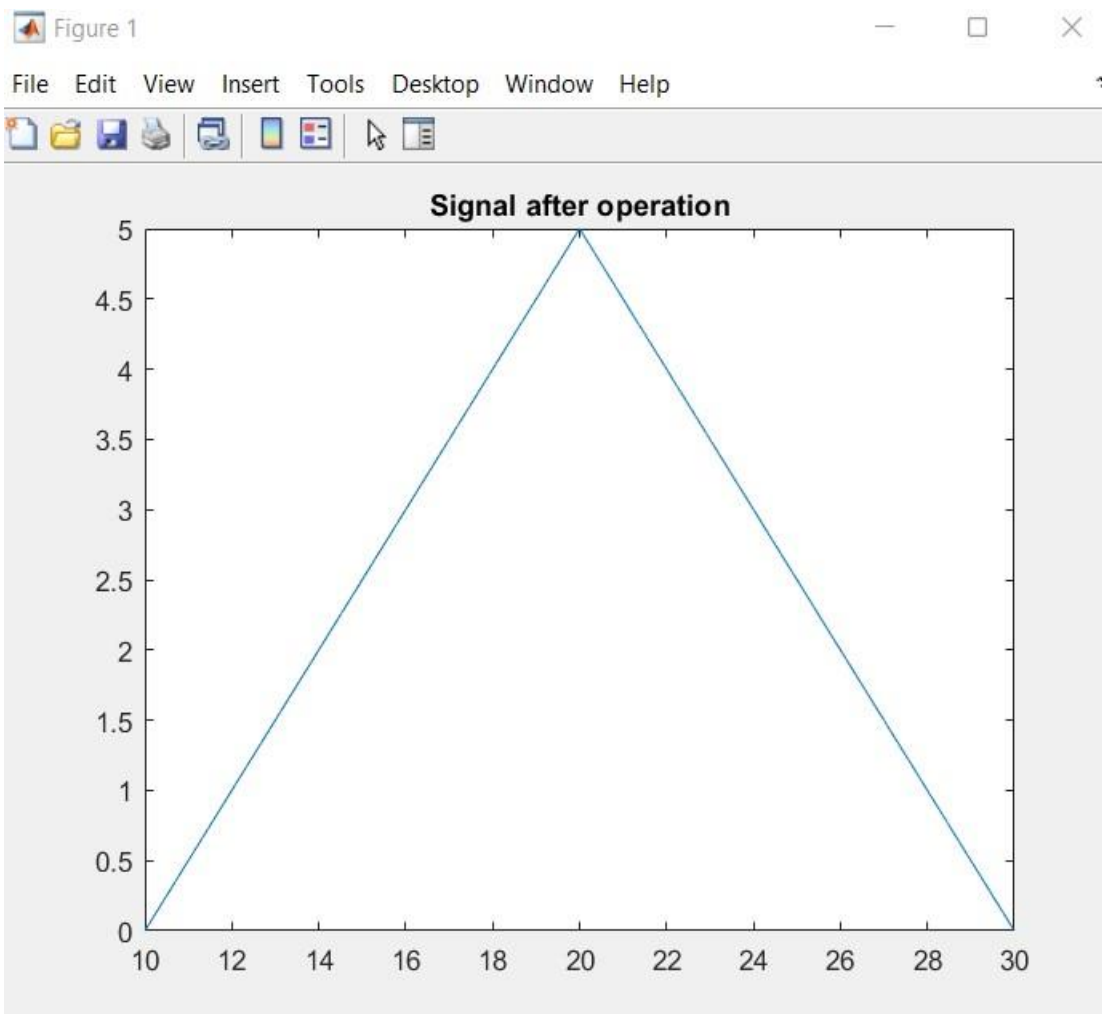 Figure 1
File Edit View Insert Tools Desktop Window Help
Signal after operation
5
4.5
4
3.5
3
2.5
2
1.5
1
0.5
0
10 12 14 16 18 20 22 24 26 28 30